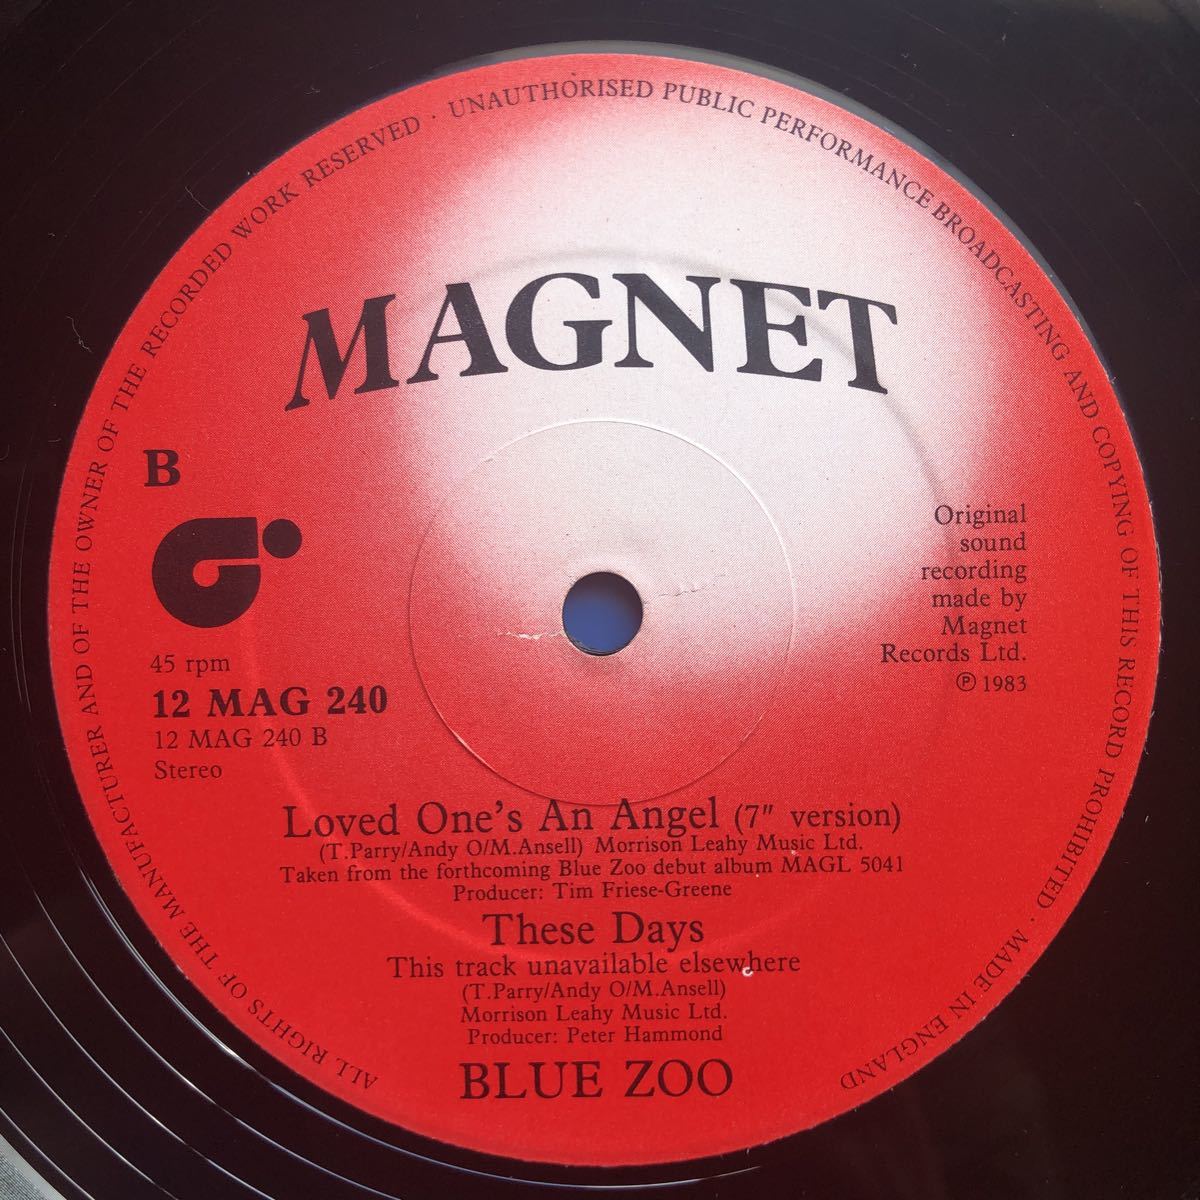 ALL RIGHTS OF THE MANUFACTURER AND OF THE OWNER OF THE RECORDED WORK RESERVED · UNAUTHORISED PUBLIC PERFORMANCE BROADCASTING AND COPYING OF THIS RECORD PROHIBITED · MADE IN ENGLAND
MAGNET
B
Original
sound
recording
made by
Magnet
Records Ltd.
℗ 1983
45 rpm
12 MAG 240
12 MAG 240 B
Stereo
Loved One's An Angel (7" version)
(T.Parry/Andy O/M.Ansell) Morrison Leahy Music Ltd.
Taken from the forthcoming Blue Zoo debut album MAGL 5041
Producer: Tim Friese-Greene
These Days
This track unavailable elsewhere
(T.Parry/Andy O/M.Ansell)
Morrison Leahy Music Ltd.
Producer: Peter Hammond
BLUE ZOO